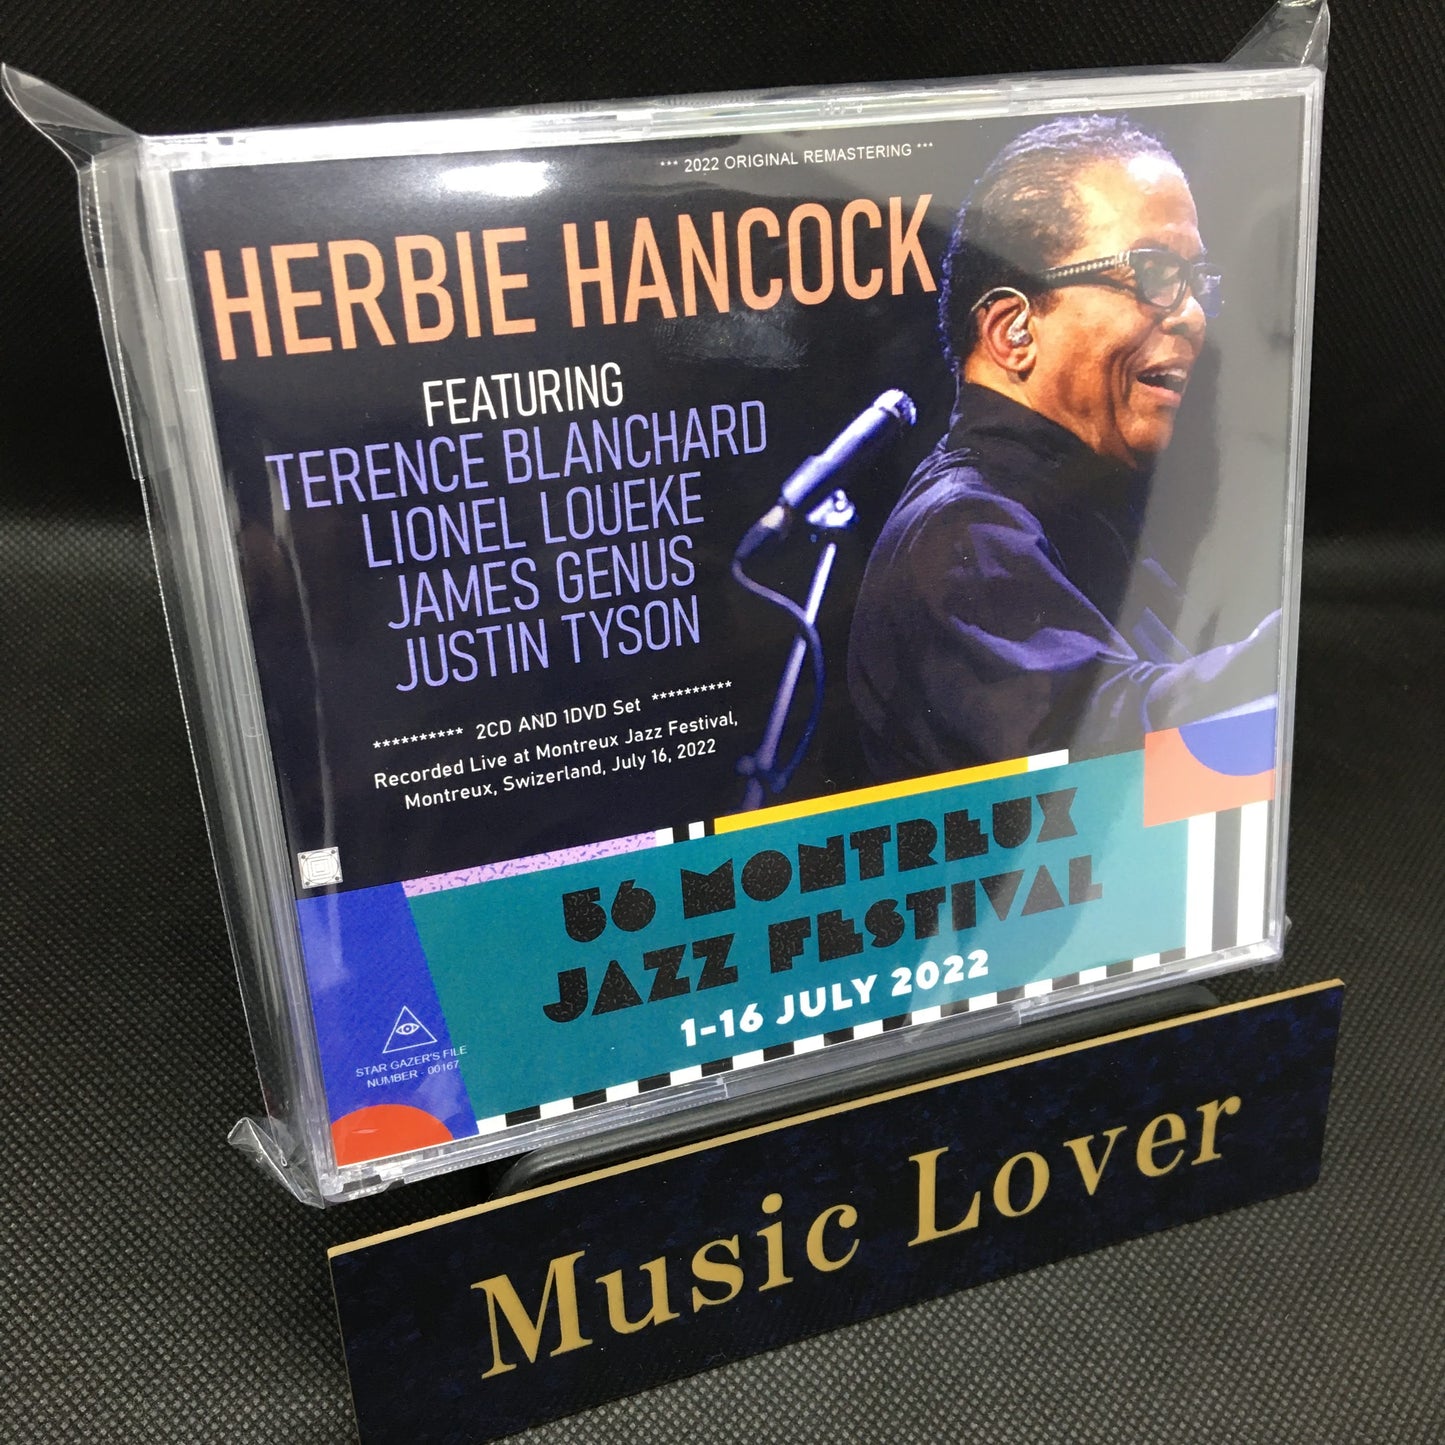 *** 2022 ORIGINAL REMASTERING ***
HERBIE HANCOCK
FEATURING
TERENCE BLANCHARD
LIONEL LOUEKE
JAMES GENUS
JUSTIN TYSON
********** 2CD AND 1DVD Set **********
Recorded Live at Montreux Jazz Festival,
Montreux, Swizerland, July 16, 2022
56 MONTREUX
JAZZ FESTIVAL
1-16 JULY 2022
STAR GAZER'S FILE
NUMBER - 00167
Music Lover